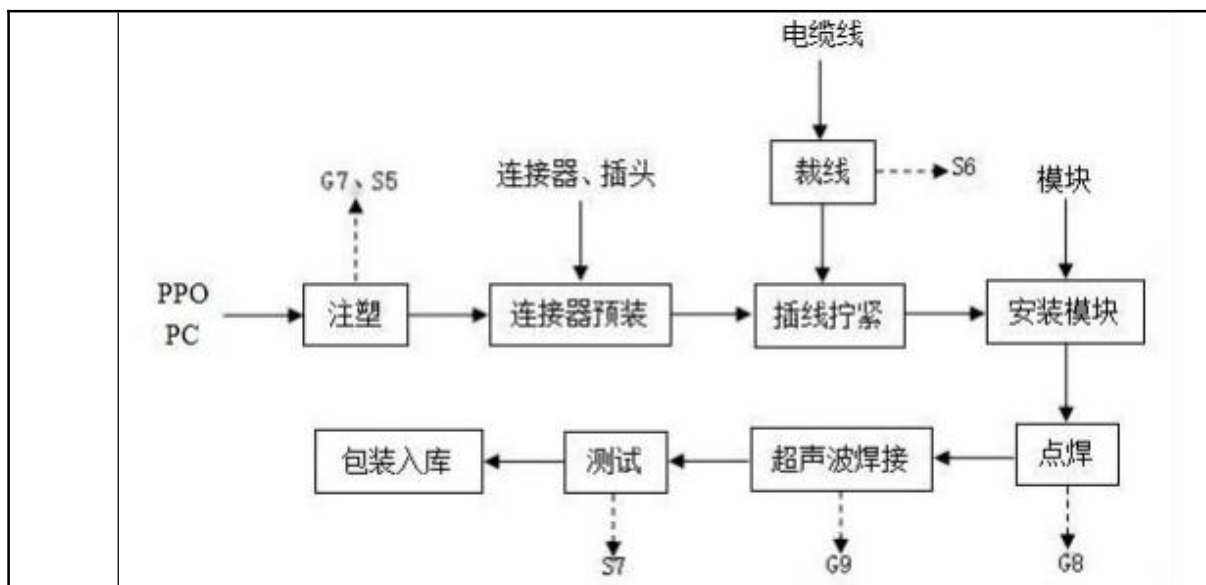 电缆线
G7、S5
连接器、插头
裁线
S6
模块
PPO
PC
注塑
连接器预装
插线拧紧
安装模块
包装入库
测试
超声波焊接
点焊
S7
G9
G8